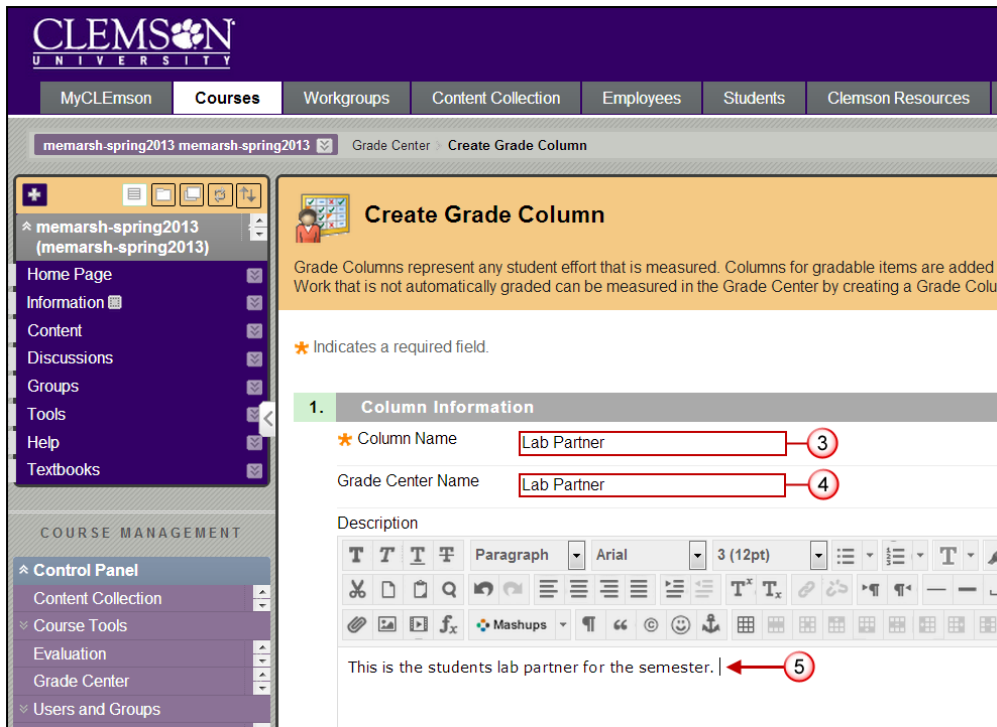 CLEMSON
UNIVERSITY
MyCLEmson Courses Workgroups Content Collection Employees Students Clemson Resources
memarsh-spring2013 memarsh-spring2013 Grade Center Create Grade Column
memarsh-spring2013
(memarsh-spring2013)
Home Page
Information
Content
Discussions
Groups
Tools
Help
Textbooks
COURSE MANAGEMENT
Control Panel
Content Collection
Course Tools
Evaluation
Grade Center
Users and Groups
Create Grade Column
Grade Columns represent any student effort that is measured. Columns for gradable items are added
Work that is not automatically graded can be measured in the Grade Center by creating a Grade Colu
Indicates a required field.
1. Column Information
Column Name Lab Partner 3
Grade Center Name Lab Partner 4
Description
T T T T Paragraph Arial 3 (12pt) T
Tx Tx ¶ ¶
fx Mashups ¶ “ ©
This is the students lab partner for the semester. 5